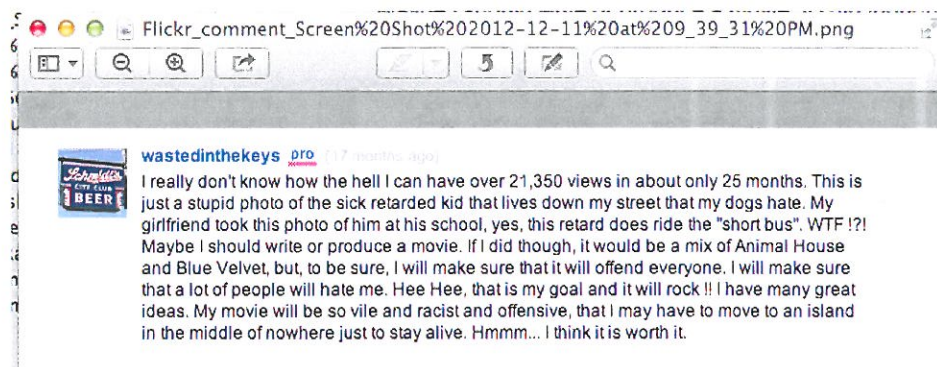 Flickr_comment_Screen%20Shot%202012-12-11%20at%209_39_31%20PM.png
wastedinthekeys pro (17 months ago)
I really don't know how the hell I can have over 21,350 views in about only 25 months. This is
just a stupid photo of the sick retarded kid that lives down my street that my dogs hate. My
girlfriend took this photo of him at his school, yes, this retard does ride the "short bus". WTF !?!
Maybe I should write or produce a movie. If I did though, it would be a mix of Animal House
and Blue Velvet, but, to be sure, I will make sure that it will offend everyone. I will make sure
that a lot of people will hate me. Hee Hee, that is my goal and it will rock !! I have many great
ideas. My movie will be so vile and racist and offensive, that I may have to move to an island
in the middle of nowhere just to stay alive. Hmmm... I think it is worth it.
Schmidt's
CITY CLUB
BEER